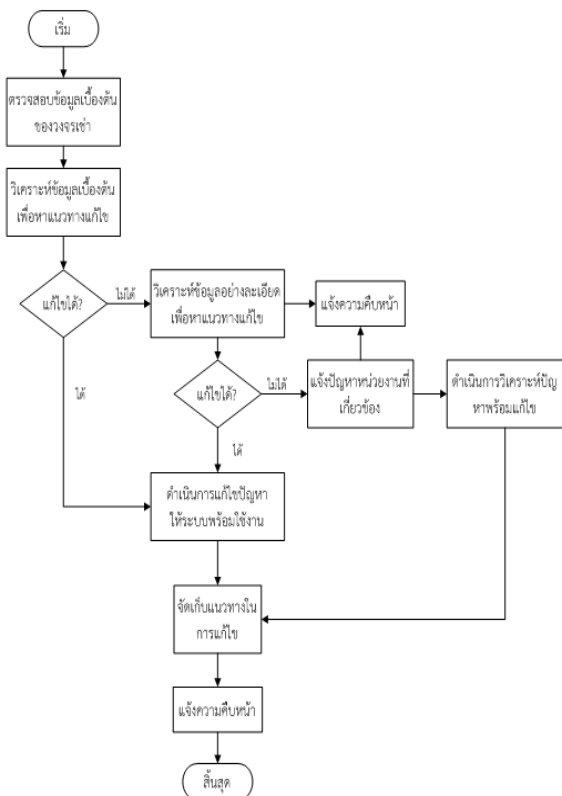 เริ่ม
ตรวจสอบข้อมูลเบื้องต้น
ของวงจรเช่า
วิเคราะห์ข้อมูลเบื้องต้น
เพื่อหาแนวทางแก้ไข
แก้ไขได้?
ไม่ได้
วิเคราะห์ข้อมูลอย่างละเอียด
เพื่อหาแนวทางแก้ไข
แจ้งความคืบหน้า
ได้
แก้ไขได้?
ไม่ได้
แจ้งปัญหาหน่วยงานที่
เกี่ยวข้อง
ดำเนินการวิเคราะห์ปัญ
หาพร้อมแก้ไข
ได้
ดำเนินการแก้ไขปัญหา
ให้ระบบพร้อมใช้งาน
จัดเก็บแนวทางใน
การแก้ไข
แจ้งความคืบหน้า
สิ้นสุด